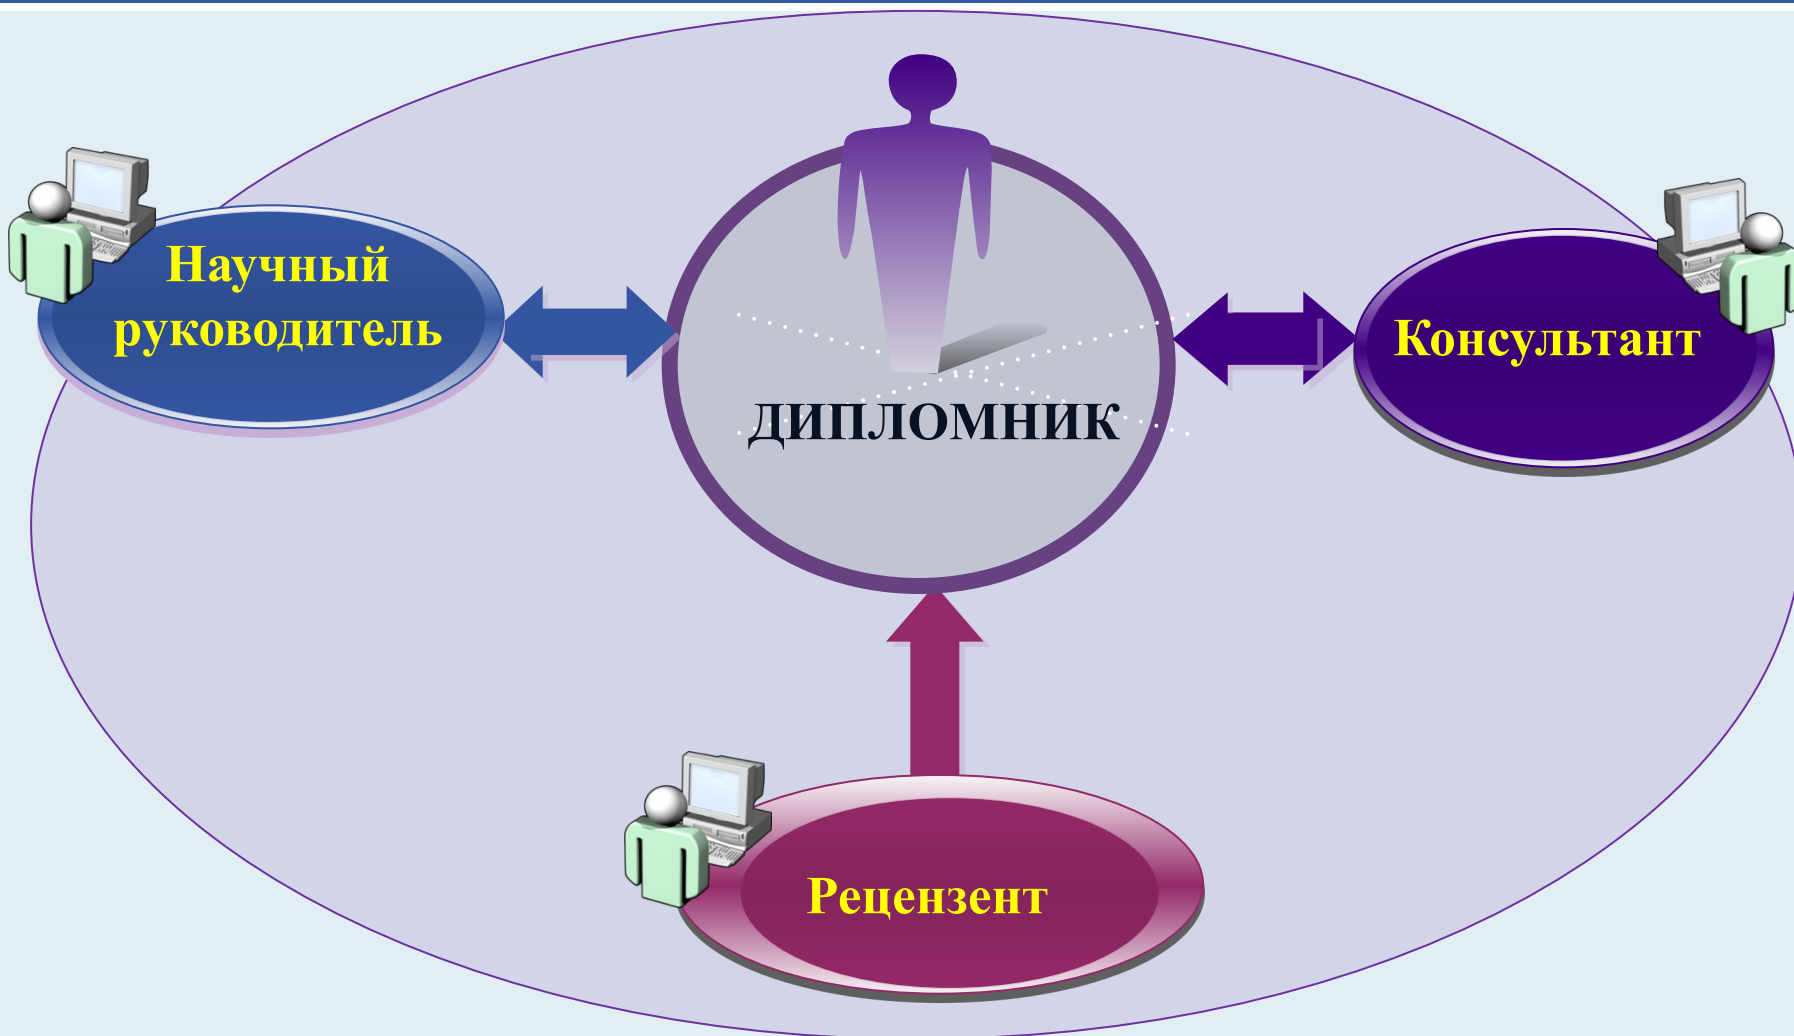 Научный
руководитель
Консультант
ДИПЛОМНИК
Рецензент